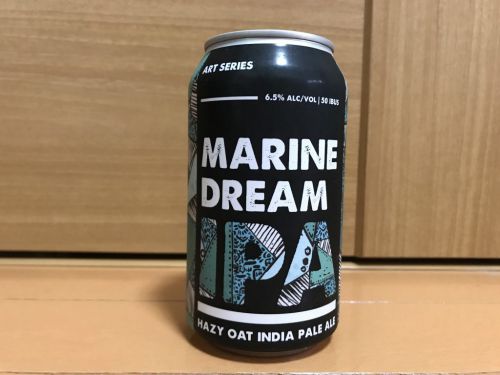 ART SERIES
6.5% ALC/VOL | 50 IBUS
MARINE
DREAM
IPA
HAZY OAT INDIA PALE ALE